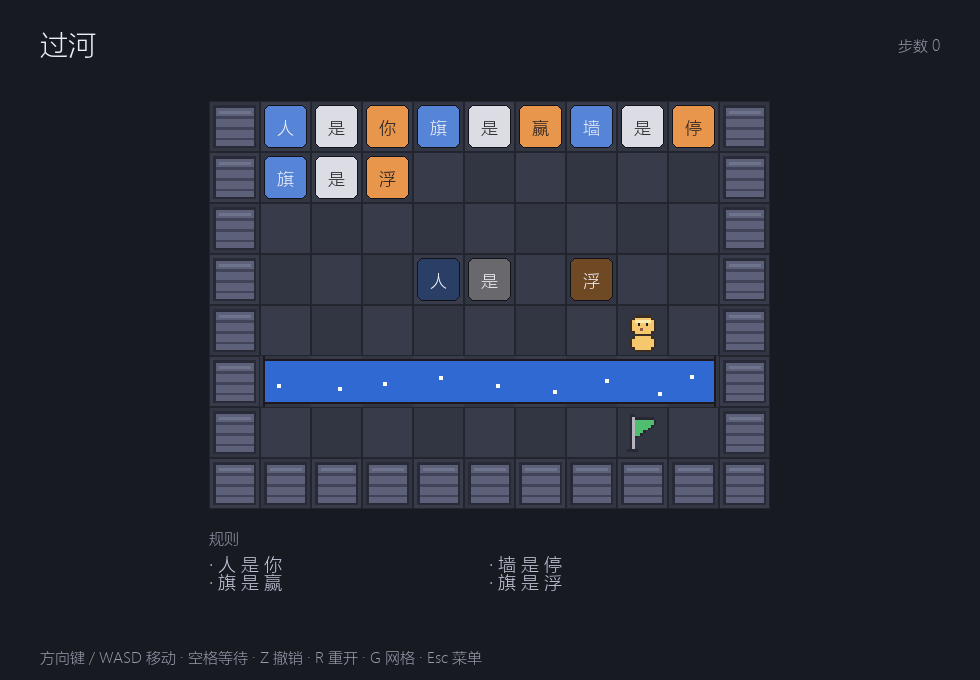 过河
步数 0
人 是 你 旗 是 赢 墙 是 停
旗 是 浮
人 是 浮
规则
· 人 是 你
· 墙 是 停
· 旗 是 赢
· 旗 是 浮
方向键 / WASD 移动 · 空格等待 · Z 撤销 · R 重开 · G 网格 · Esc 菜单